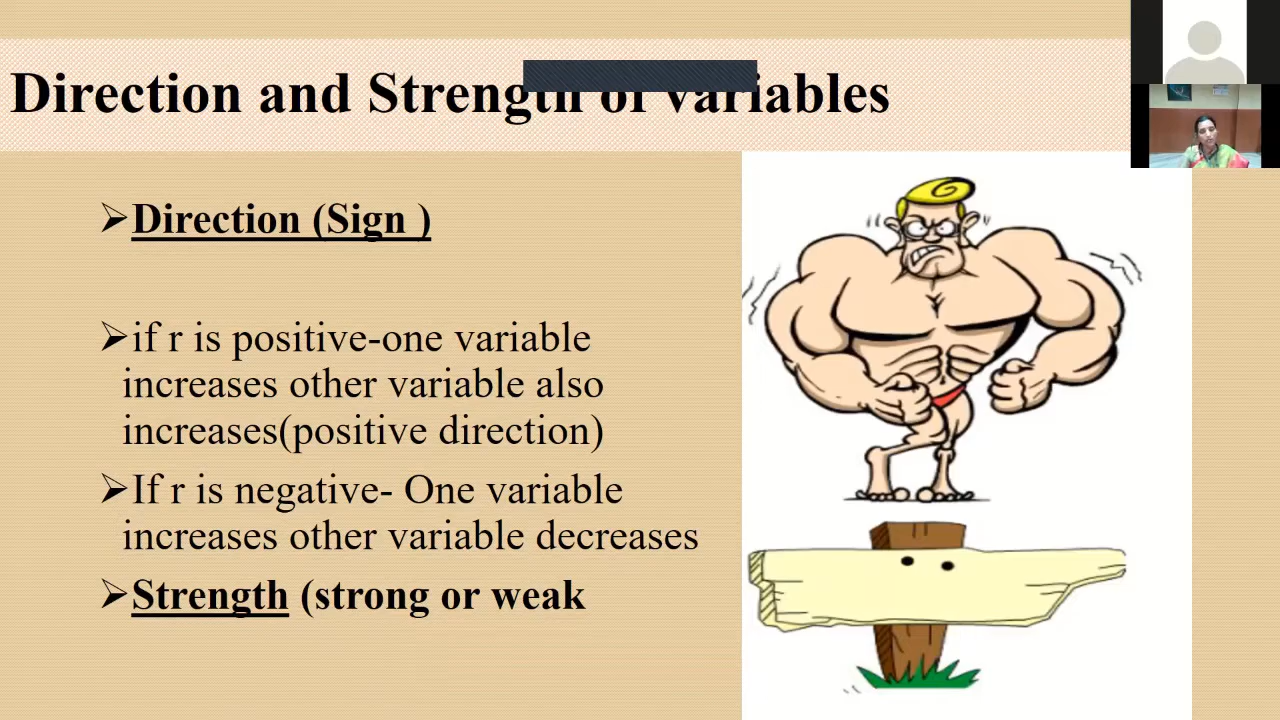 Direction and Strength of variables
➢Direction (Sign )
➢if r is positive-one variable
increases other variable also
increases(positive direction)
➢If r is negative- One variable
increases other variable decreases
➢Strength (strong or weak